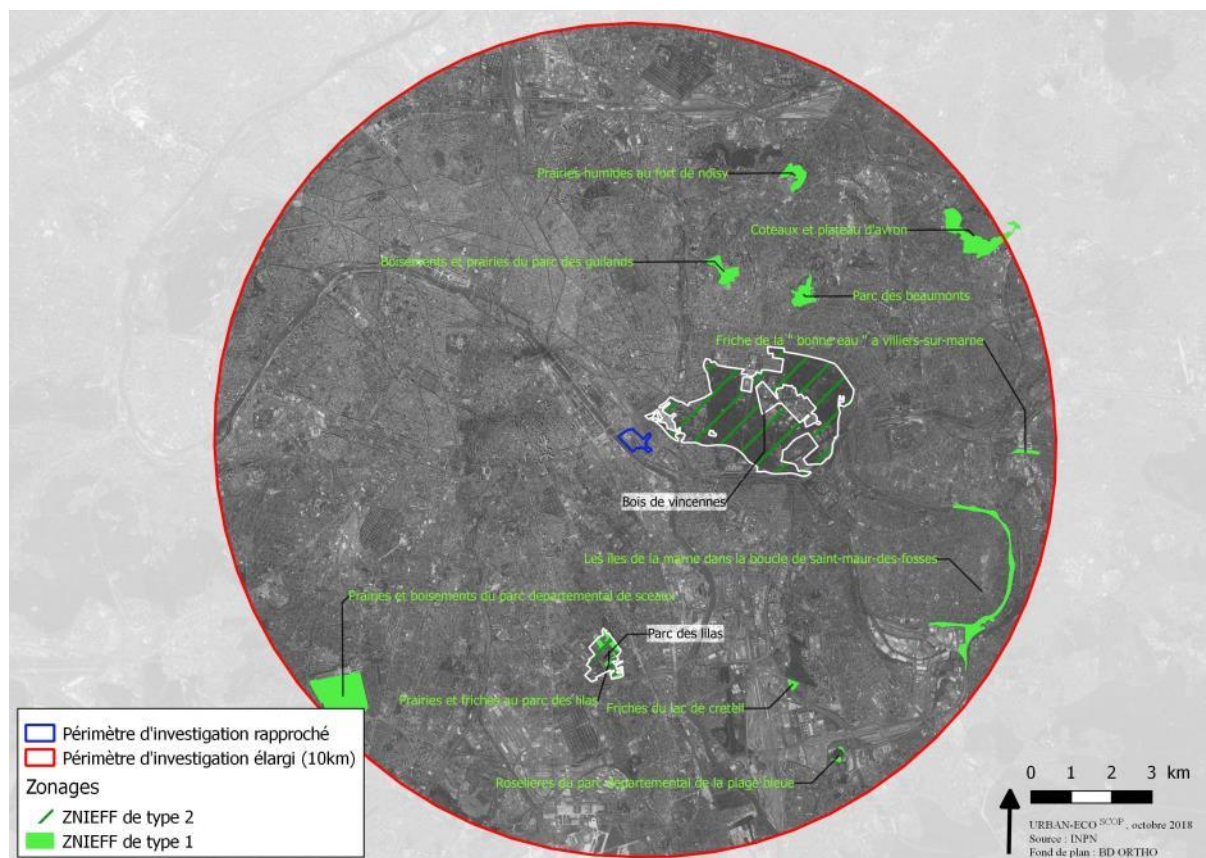 Prairies humides au fort de noisy
Coteaux et plateau d'avron
Boisements et prairies du parc des guilands
Parc des beaumonts
Friche de la " bonne eau " a villiers-sur-marne
Bois de vincennes
Les îles de la marne dans la boucle de saint-maur-des-fosses
Prairies et boisements du parc departemental de sceaux
Parc des lilas
Prairies et friches au parc des lilas
Friches du lac de creteil
Roselieres du parc departemental de la plage bleue
Périmètre d'investigation rapproché
Périmètre d'investigation élargi (10km)
Zonages
ZNIEFF de type 2
ZNIEFF de type 1
0 1 2 3 km
URBAN-ECO SCOP, octobre 2018
Source : INPN
Fond de plan : BD ORTHO